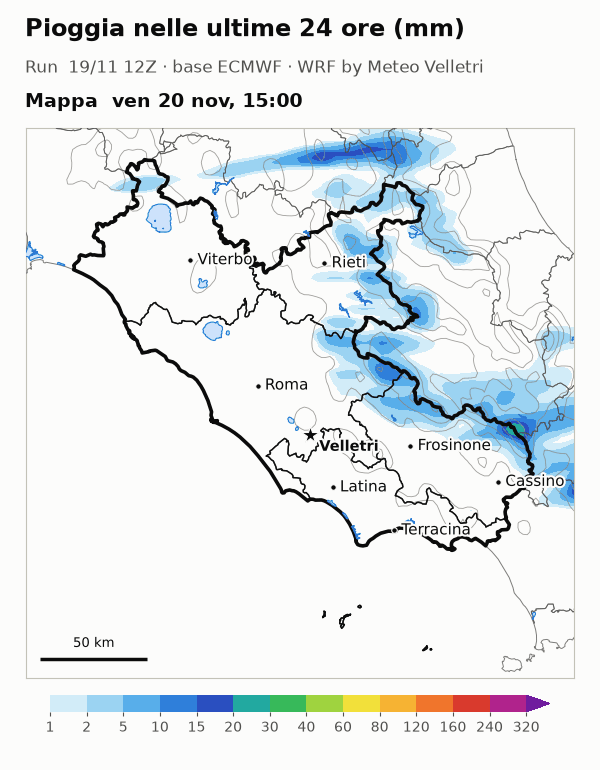 Pioggia nelle ultime 24 ore (mm)
Run  19/11 12Z · base ECMWF · WRF by Meteo Velletri
Mappa  ven 20 nov, 15:00
Viterbo
Rieti
Roma
Velletri
Frosinone
Latina
Cassino
Terracina
50 km
1 2 5 10 15 20 30 40 60 80 120 160 240 320